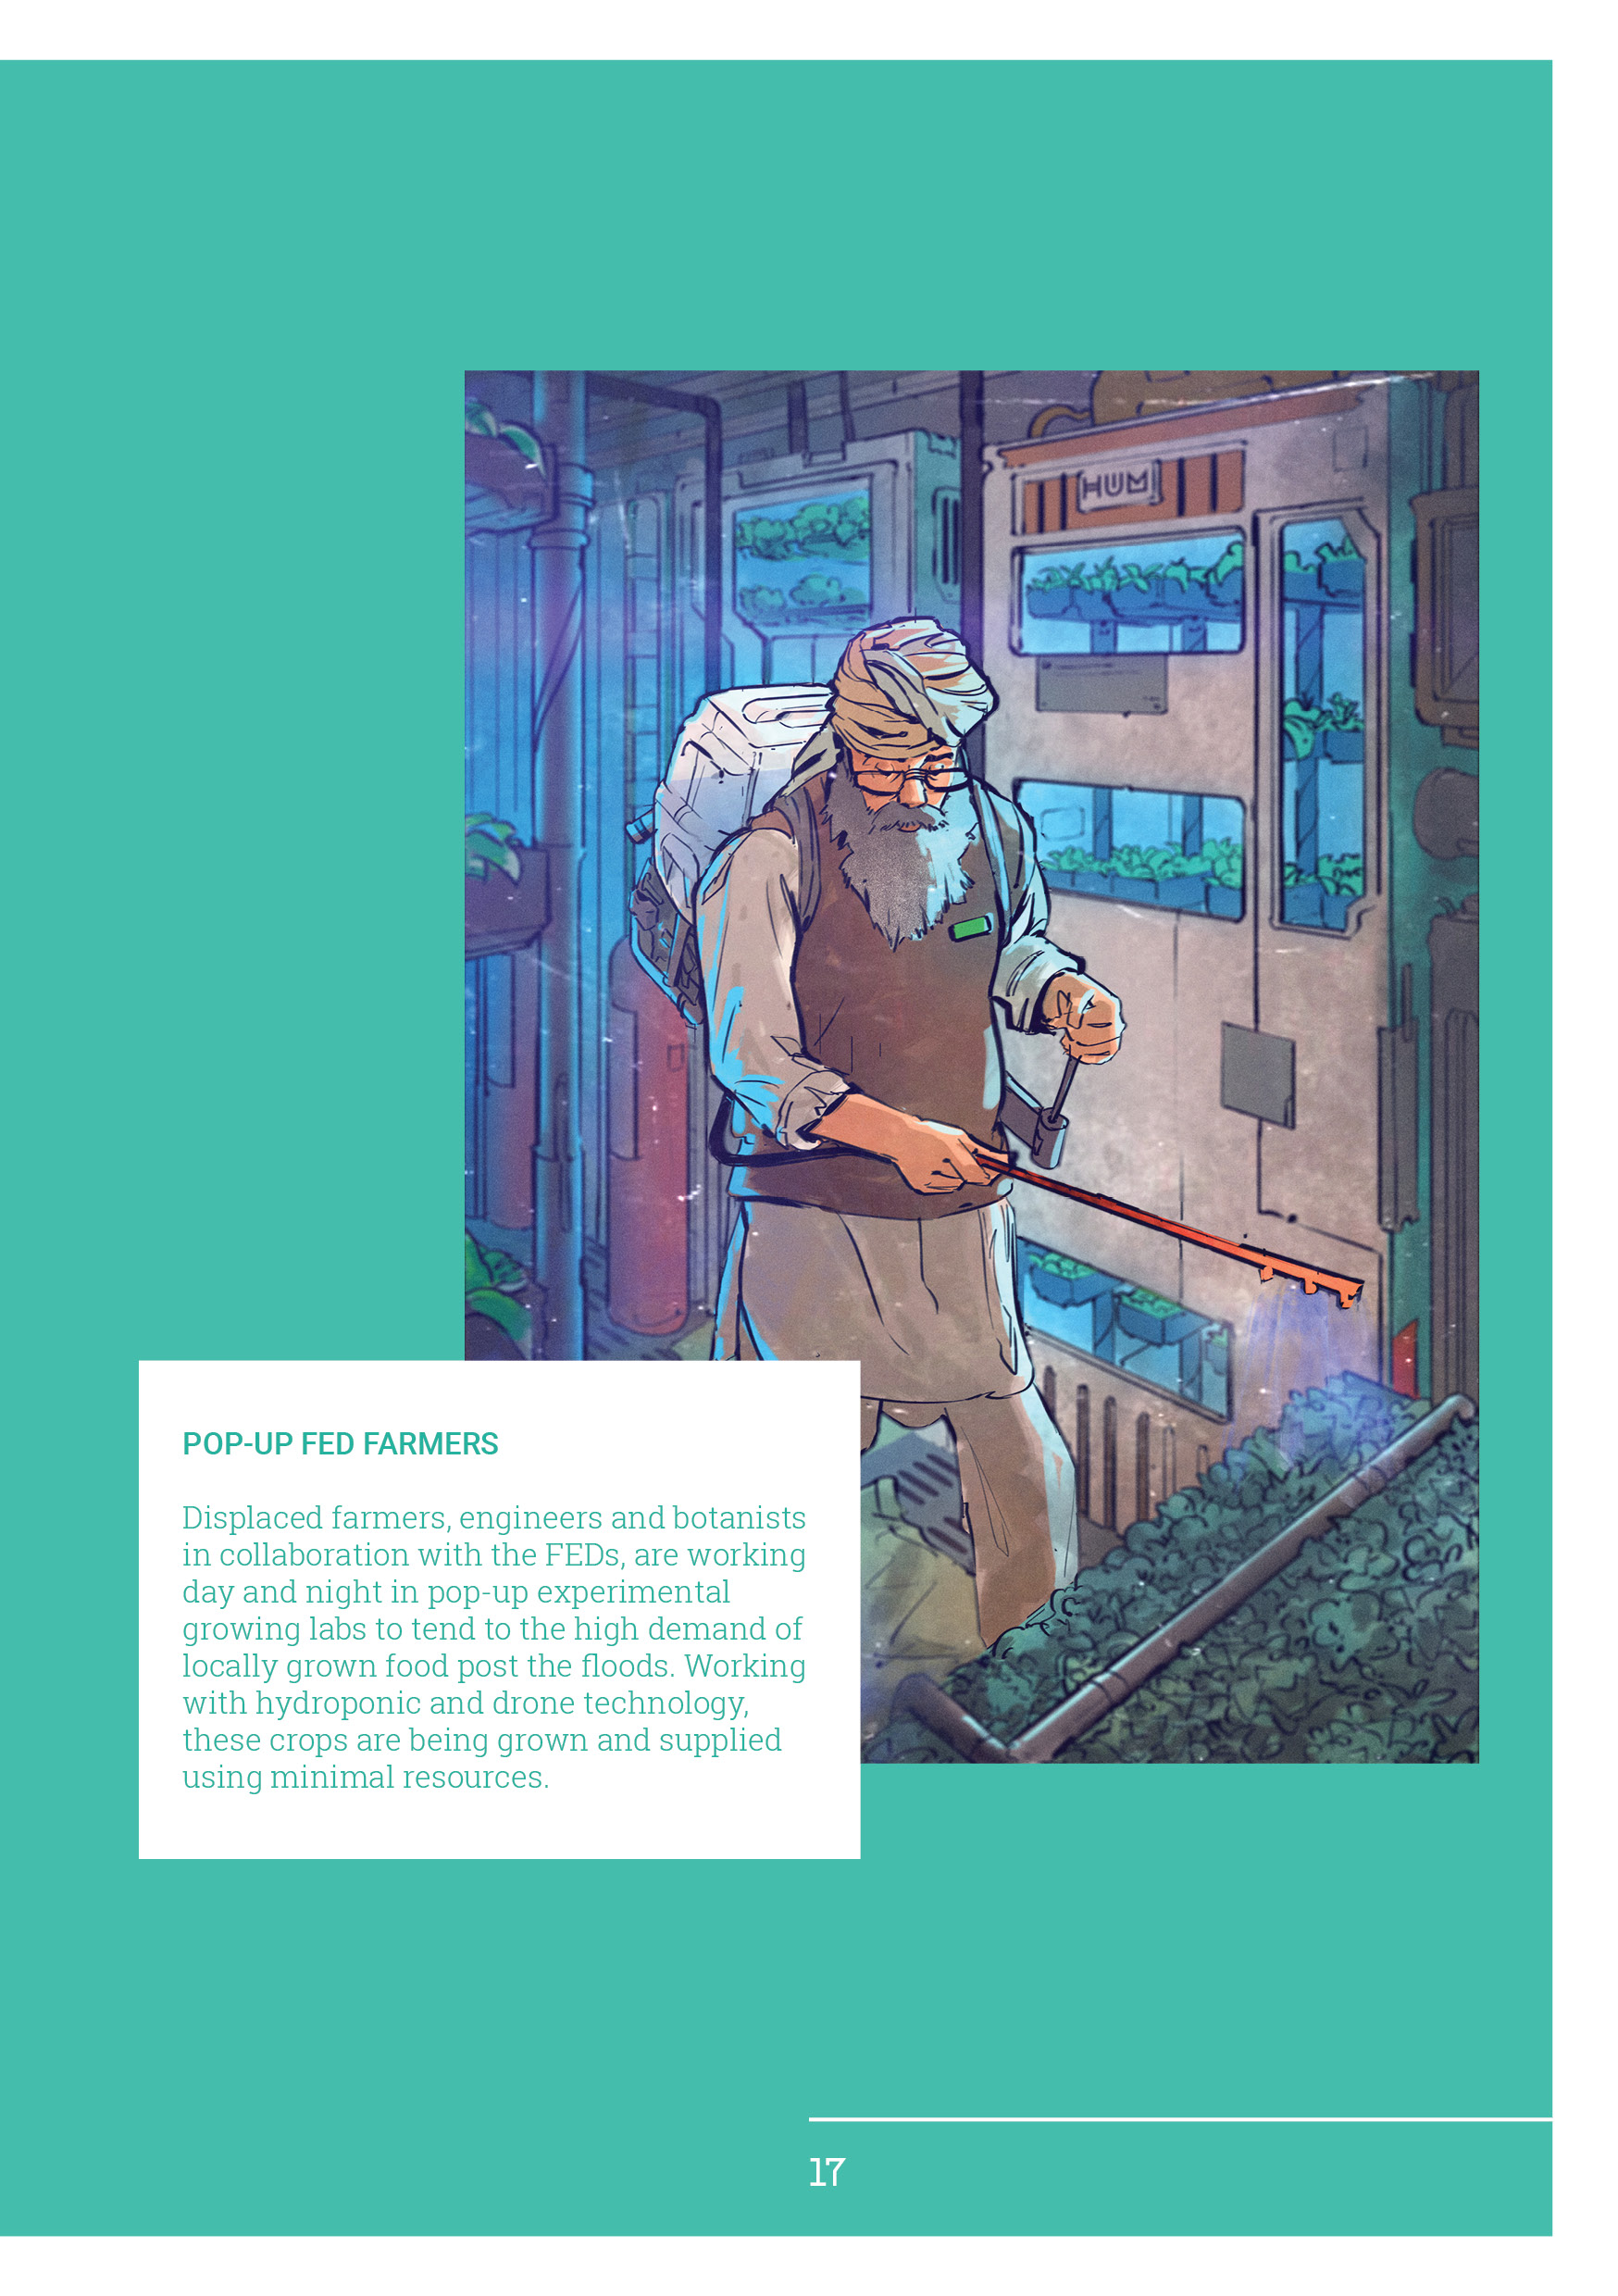 HUM
POP-UP FED FARMERS
Displaced farmers, engineers and botanists
in collaboration with the FEDs, are working
day and night in pop-up experimental
growing labs to tend to the high demand of
locally grown food post the floods. Working
with hydroponic and drone technology,
these crops are being grown and supplied
using minimal resources.
17